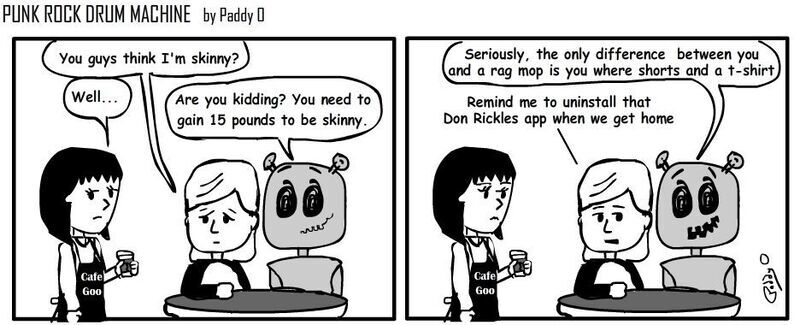 PUNK ROCK DRUM MACHINE by Paddy O
You guys think I'm skinny?
Well...
Are you kidding? You need to
gain 15 pounds to be skinny.
Cafe
Goo
Seriously, the only difference between you
and a rag mop is you where shorts and a t-shirt
Remind me to uninstall that
Don Rickles app when we get home
Cafe
Goo